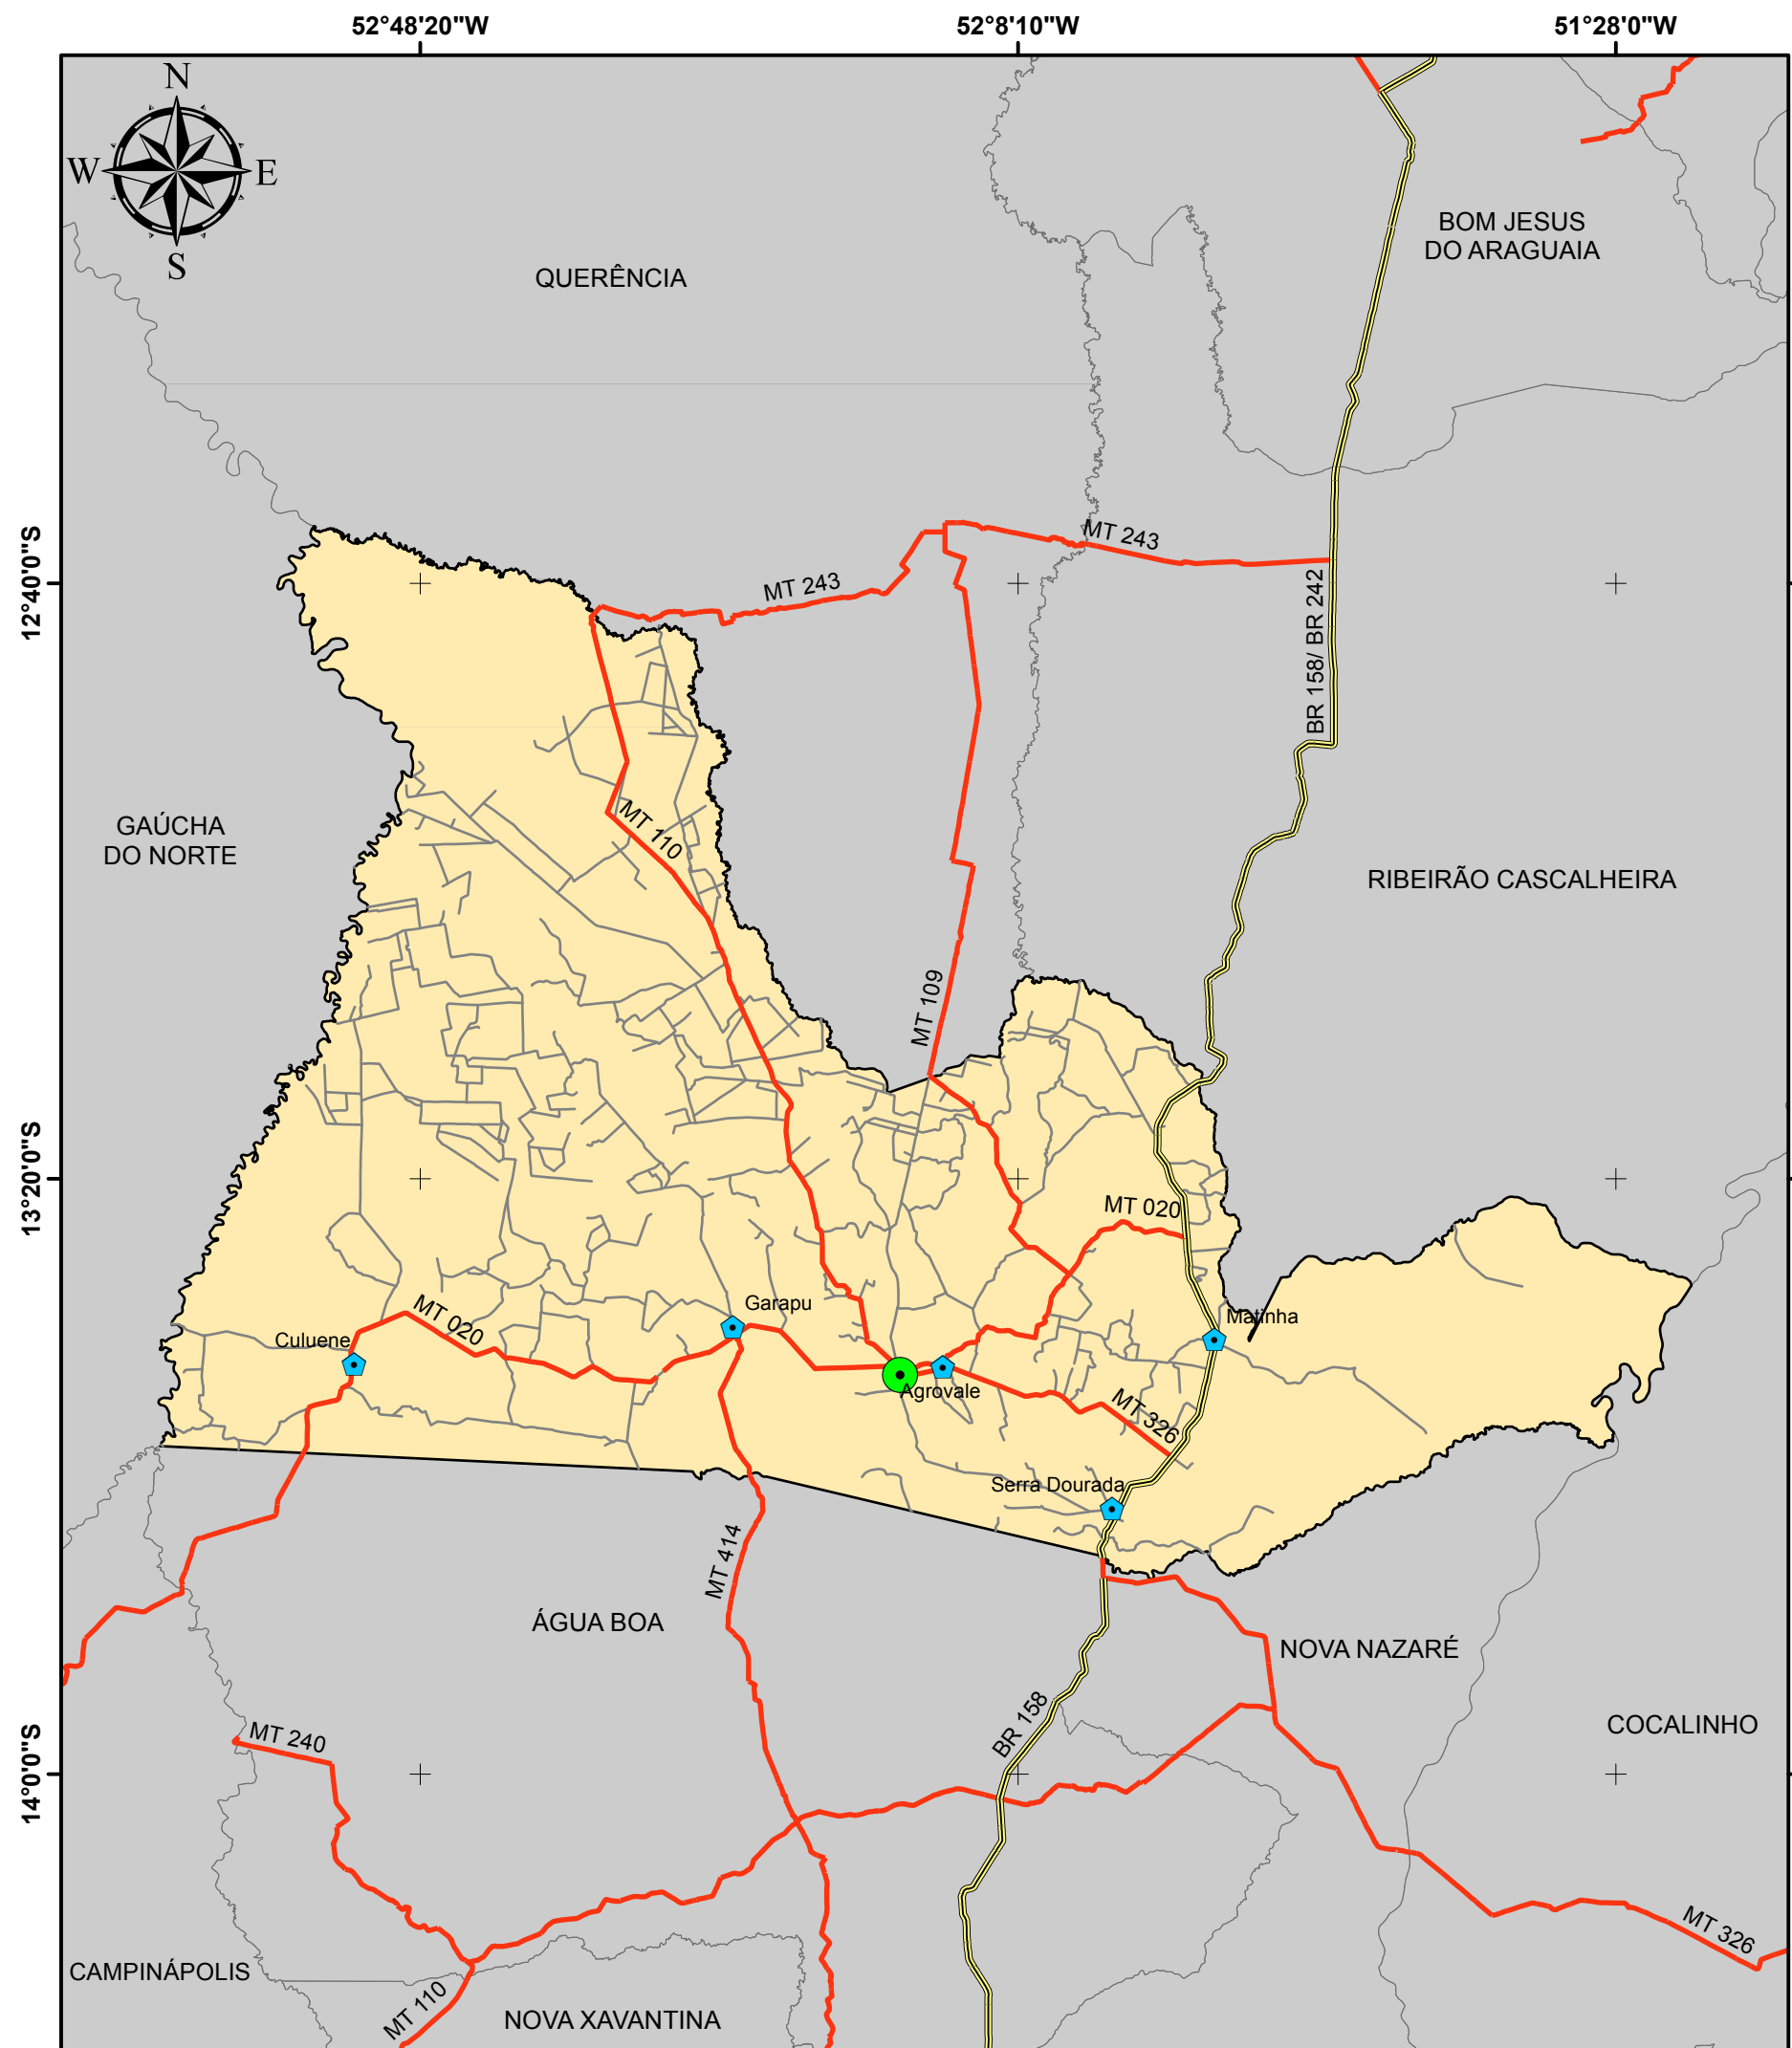 52°48'20"W
52°8'10"W
51°28'0"W
N
W
E
S
BOM JESUS
DO ARAGUAIA
QUERÊNCIA
12°40'0"S
MT 243
MT 243
BR 158/ BR 242
GAÚCHA
DO NORTE
MT 110
RIBEIRÃO CASCALHEIRA
MT 109
13°20'0"S
MT 020
Garapu
MT 020
Culuene
Matinha
Agrovale
MT 326
Serra Dourada
MT 414
ÁGUA BOA
NOVA NAZARÉ
BR 158
COCALINHO
MT 240
14°0'0"S
MT 326
CAMPINÁPOLIS
MT 110
NOVA XAVANTINA